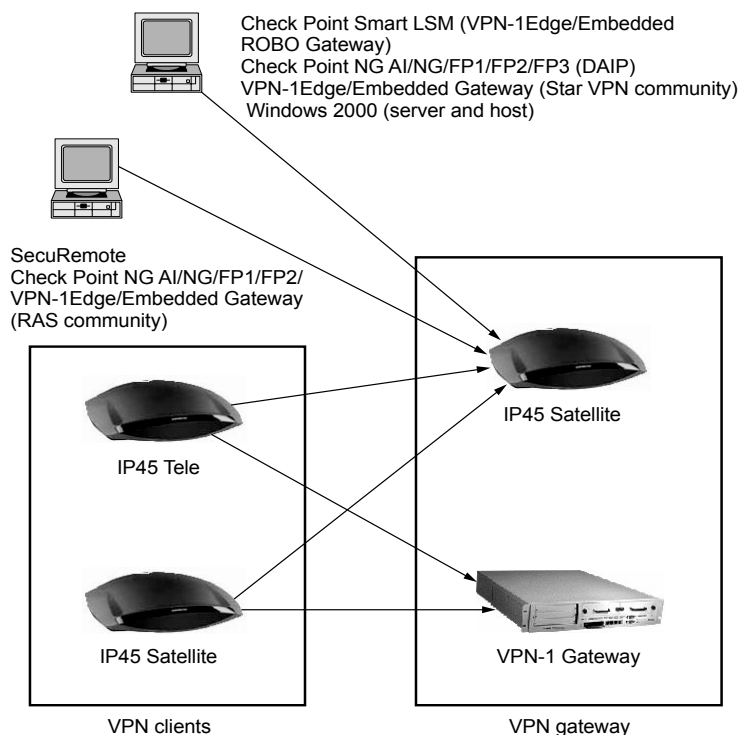 Check Point Smart LSM (VPN-1Edge/Embedded
ROBO Gateway)
Check Point NG AI/NG/FP1/FP2/FP3 (DAIP)
VPN-1Edge/Embedded Gateway (Star VPN community)
Windows 2000 (server and host)
SecuRemote
Check Point NG AI/NG/FP1/FP2/
VPN-1Edge/Embedded Gateway
(RAS community)
IP45 Satellite
IP45 Tele
IP45 Satellite
VPN-1 Gateway
VPN clients
VPN gateway